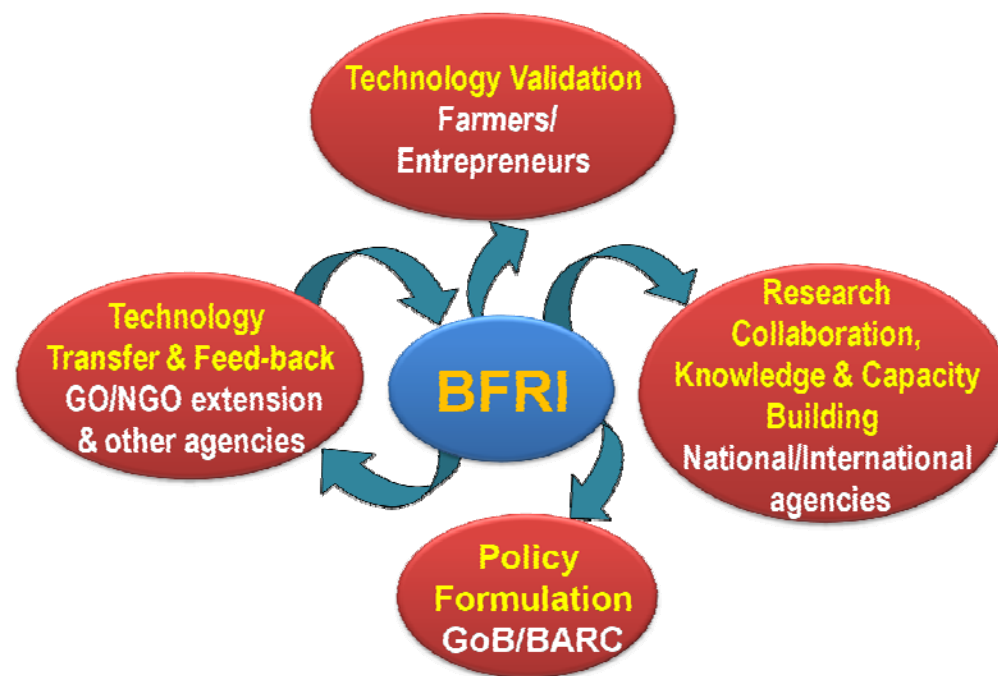 Technology Validation
Farmers/
Entrepreneurs
Technology
Transfer & Feed-back
GO/NGO extension
& other agencies
BFRI
Research
Collaboration,
Knowledge & Capacity
Building
National/International
agencies
Policy
Formulation
GoB/BARC